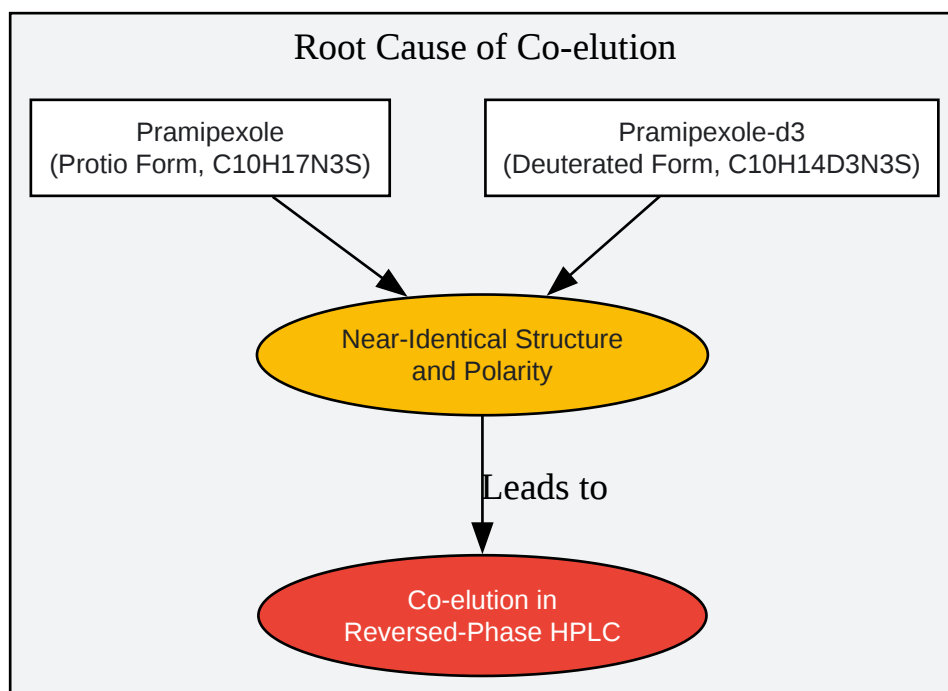 Root Cause of Co-elution
Pramipexole
(Protio Form, C10H17N3S)
Pramipexole-d3
(Deuterated Form, C10H14D3N3S)
Near-Identical Structure
and Polarity
Leads to
Co-elution in
Reversed-Phase HPLC